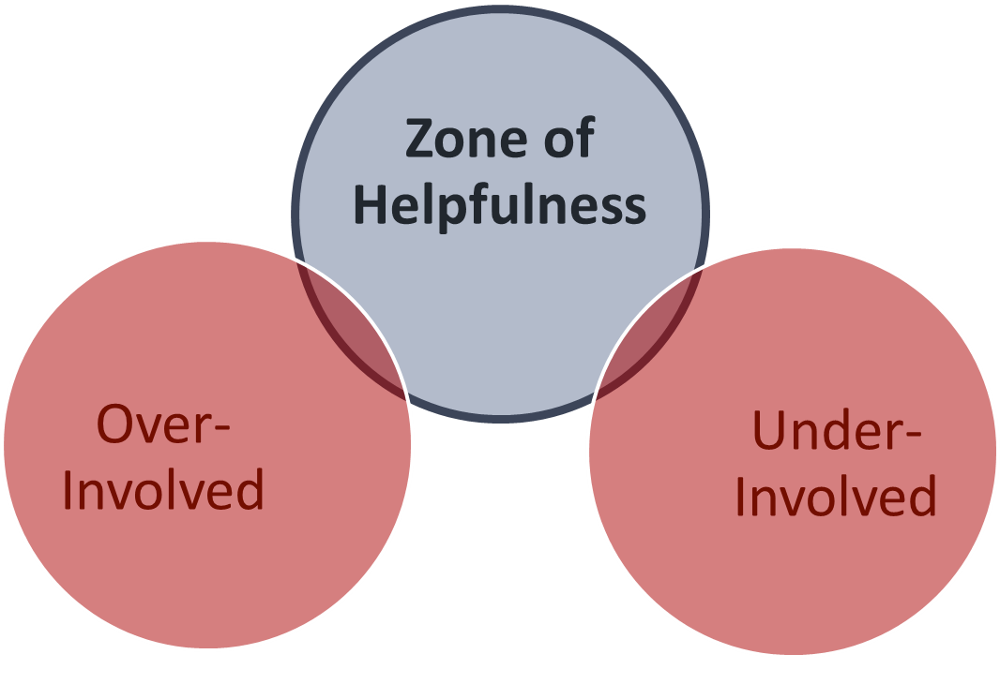 Zone of
Helpfulness
Over-
Involved
Under-
Involved